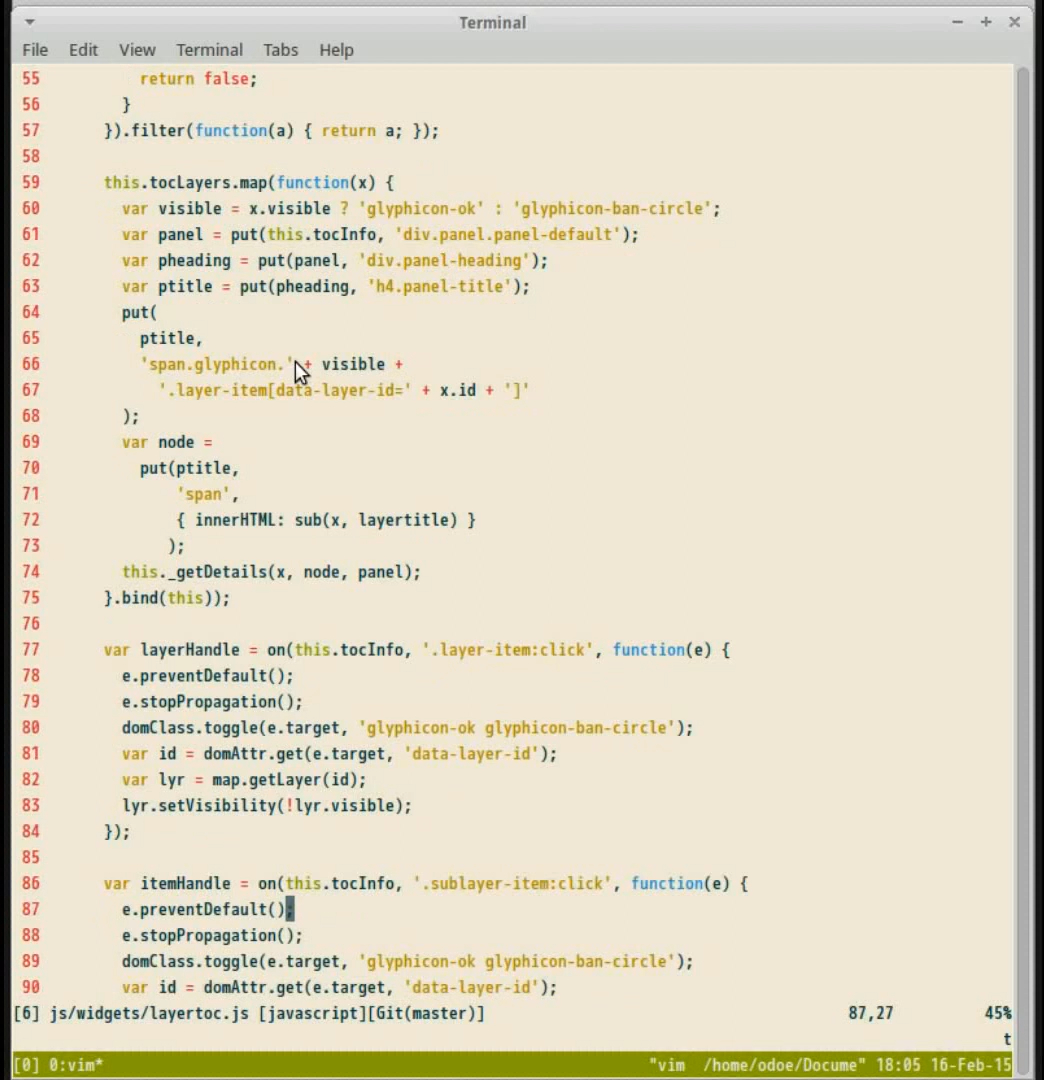 Terminal
File Edit View Terminal Tabs Help
55 return false;
56 }
57 }).filter(function(a) { return a; });
58
59 this.tocLayers.map(function(x) {
60 var visible = x.visible ? 'glyphicon-ok' : 'glyphicon-ban-circle';
61 var panel = put(this.tocInfo, 'div.panel.panel-default');
62 var pheading = put(panel, 'div.panel-heading');
63 var ptitle = put(pheading, 'h4.panel-title');
64 put(
65 ptitle,
66 'span.glyphicon.' + visible +
67 '.layer-item[data-layer-id=' + x.id + ']'
68 );
69 var node =
70 put(ptitle,
71 'span',
72 { innerHTML: sub(x, layertitle) }
73 );
74 this._getDetails(x, node, panel);
75 }.bind(this));
76
77 var layerHandle = on(this.tocInfo, '.layer-item:click', function(e) {
78 e.preventDefault();
79 e.stopPropagation();
80 domClass.toggle(e.target, 'glyphicon-ok glyphicon-ban-circle');
81 var id = domAttr.get(e.target, 'data-layer-id');
82 var lyr = map.getLayer(id);
83 lyr.setVisibility(!lyr.visible);
84 });
85
86 var itemHandle = on(this.tocInfo, '.sublayer-item:click', function(e) {
87 e.preventDefault();
88 e.stopPropagation();
89 domClass.toggle(e.target, 'glyphicon-ok glyphicon-ban-circle');
90 var id = domAttr.get(e.target, 'data-layer-id');
[6] js/widgets/layertoc.js [javascript][Git(master)] 87,27 45%
t
[0] 0:vim* "vim /home/odoe/Docume" 18:05 16-Feb-15